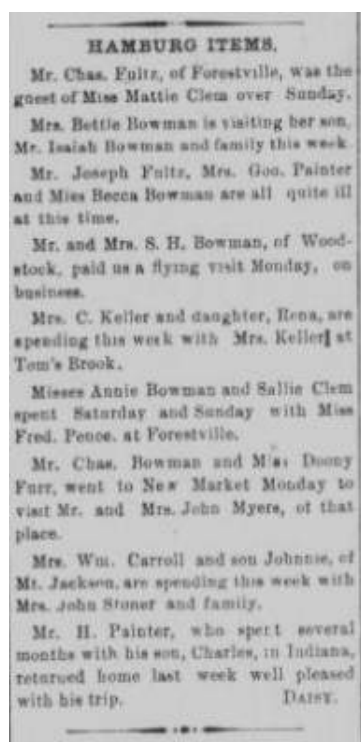 HAMBURG ITEMS.
Mr. Chas. Fultz, of Forestville, was the
guest of Miss Mattie Clem over Sunday.
Mrs. Bettie Bowman is visiting her son,
Mr. Isaiah Bowman and family this week
Mr. Joseph Fultz, Mrs. Geo. Painter
and Miss Becca Bowman are all quite ill
at this time.
Mr. and Mrs. S. H. Bowman, of Wood-
stock, paid us a flying visit Monday, on
business.
Mrs. C. Keller and daughter, Rena, are
spending this week with Mrs. Keller at
Tom's Brook.
Misses Annie Bowman and Sallie Clem
spent Saturday and Sunday with Miss
Fred. Pence, at Forestville.
Mr. Chas. Bowman and Miss Doony
Furr, went to New Market Monday to
visit Mr. and Mrs. John Myers, of that
place.
Mrs. Wm. Carroll and son Johnnie, of
Mt. Jackson, are spending this week with
Mrs. John Stoner and family.
Mr. H. Painter, who spent several
months with his son, Charles, in Indiana,
returned home last week well pleased
with his trip. DAISY.